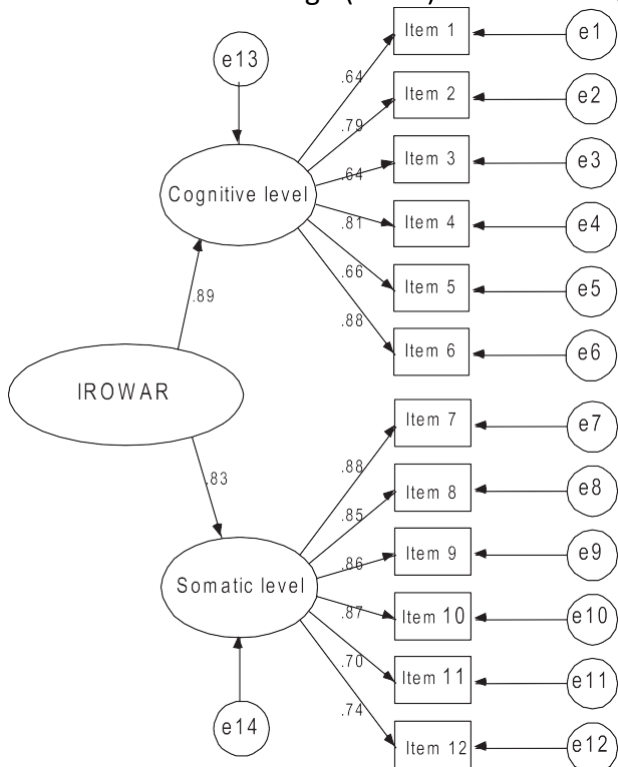 Item 1
e1
e13
.64
Item 2
e2
.79
Item 3
e3
.64
Cognitive level
Item 4
e4
.81
Item 5
e5
.66
.89
Item 6
e6
.88
IROWAR
Item 7
e7
.88
.83
Item 8
e8
.85
Item 9
e9
.86
Somatic level
Item 10
e10
.87
Item 11
e11
.70
.74
e14
Item 12
e12